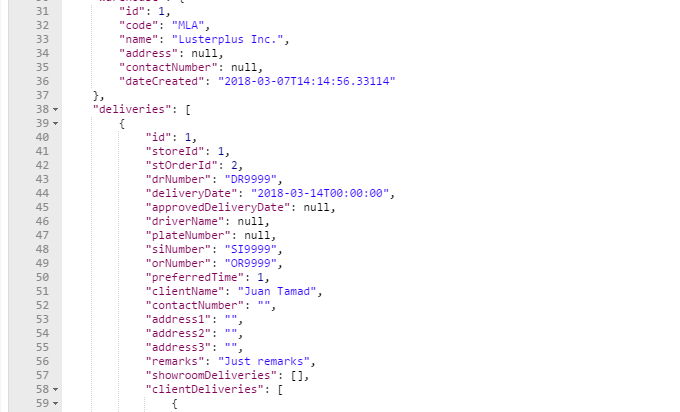 31 "id": 1,
32 "code": "MLA",
33 "name": "Lusterplus Inc.",
34 "address": null,
35 "contactNumber": null,
36 "dateCreated": "2018-03-07T14:14:56.33114"
37 },
38 "deliveries": [
39 {
40 "id": 1,
41 "storeId": 1,
42 "stOrderId": 2,
43 "drNumber": "DR9999",
44 "deliveryDate": "2018-03-14T00:00:00",
45 "approvedDeliveryDate": null,
46 "driverName": null,
47 "plateNumber": null,
48 "siNumber": "SI9999",
49 "orNumber": "OR9999",
50 "preferredTime": 1,
51 "clientName": "Juan Tamad",
52 "contactNumber": "",
53 "address1": "",
54 "address2": "",
55 "address3": "",
56 "remarks": "Just remarks",
57 "showroomDeliveries": [],
58 "clientDeliveries": [
59 {